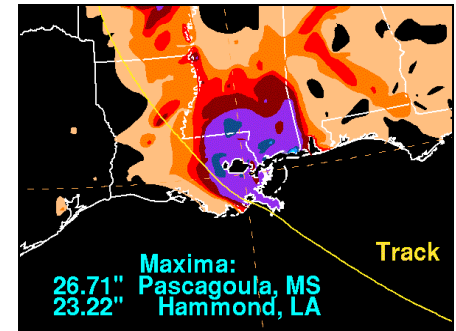 Track
Maxima:
26.71" Pascagoula, MS
23.22" Hammond, LA